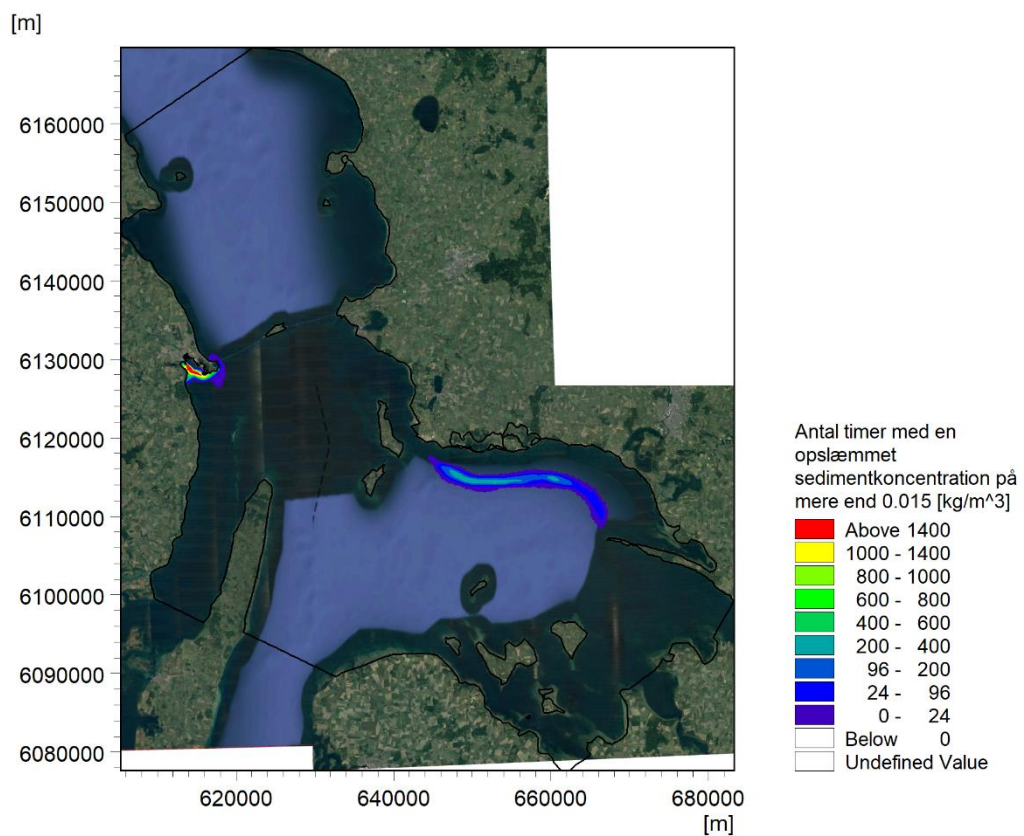 [m]
6160000
6150000
6140000
6130000
6120000
6110000
6100000
6090000
6080000
620000 640000 660000 680000
[m]
Antal timer med en
opslæmmet
sedimentkoncentration på
mere end 0.015 [kg/m^3]
Above 1400
1000 - 1400
800 - 1000
600 - 800
400 - 600
200 - 400
96 - 200
24 - 96
0 - 24
Below 0
Undefined Value